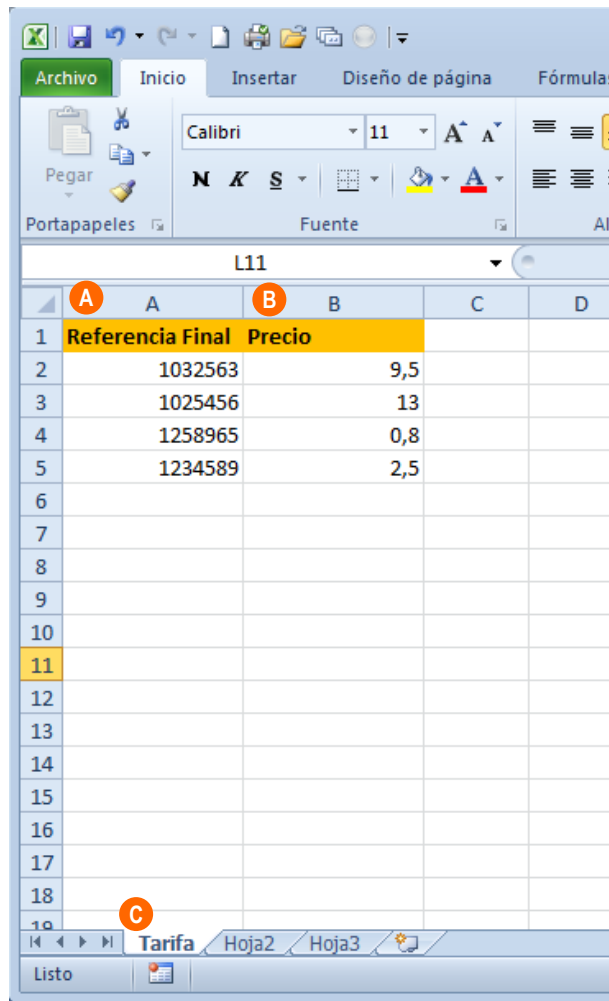 Archivo Inicio Insertar Diseño de página Fórmulas
Calibri 11 A A
Pegar N K S A
Portapapeles Fuente
L11
A B
A B C D
1 Referencia Final Precio
2 1032563 9,5
3 1025456 13
4 1258965 0,8
5 1234589 2,5
6
7
8
9
10
11
12
13
14
15
16
17
18
19
C
Tarifa Hoja2 Hoja3
Listo